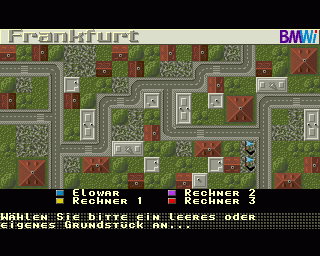 Frankfurt
BMWi
Elowar
Rechner 2
Rechner 1
Rechner 3
Wählen Sie bitte ein leeres oder
eigenes Grundstück an...